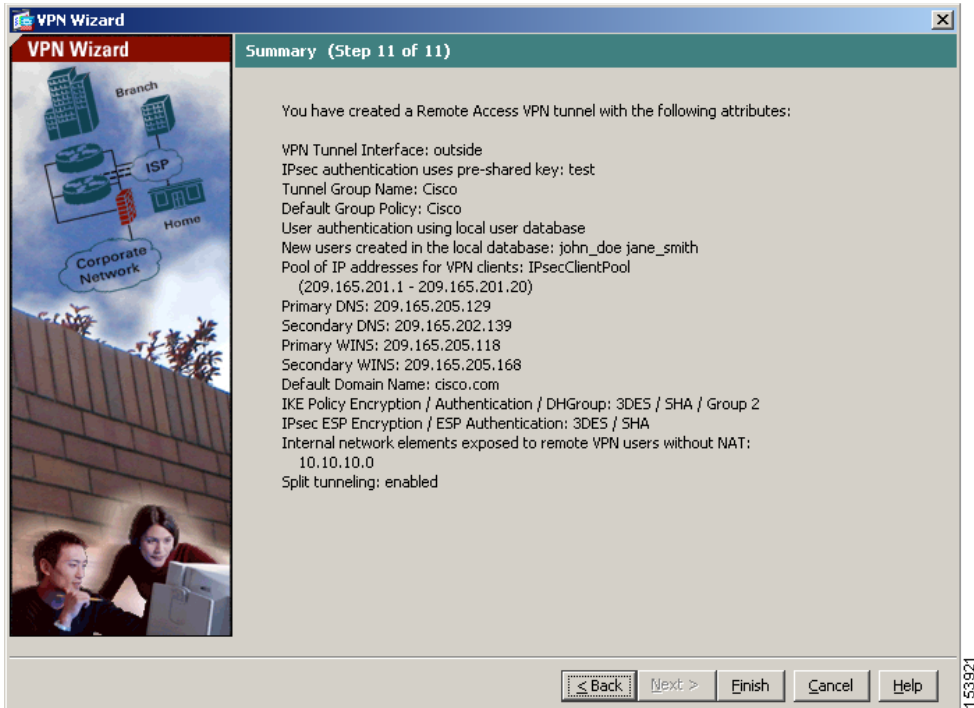 VPN Wizard
VPN Wizard
Summary (Step 11 of 11)
Branch
ISP
Home
Corporate
Network
You have created a Remote Access VPN tunnel with the following attributes:
VPN Tunnel Interface: outside
IPsec authentication uses pre-shared key: test
Tunnel Group Name: Cisco
Default Group Policy: Cisco
User authentication using local user database
New users created in the local database: john_doe jane_smith
Pool of IP addresses for VPN clients: IPsecClientPool
(209.165.201.1 - 209.165.201.20)
Primary DNS: 209.165.205.129
Secondary DNS: 209.165.202.139
Primary WINS: 209.165.205.118
Secondary WINS: 209.165.205.168
Default Domain Name: cisco.com
IKE Policy Encryption / Authentication / DHGroup: 3DES / SHA / Group 2
IPsec ESP Encryption / ESP Authentication: 3DES / SHA
Internal network elements exposed to remote VPN users without NAT:
10.10.10.0
Split tunneling: enabled
< Back
Next >
Finish
Cancel
Help
153921